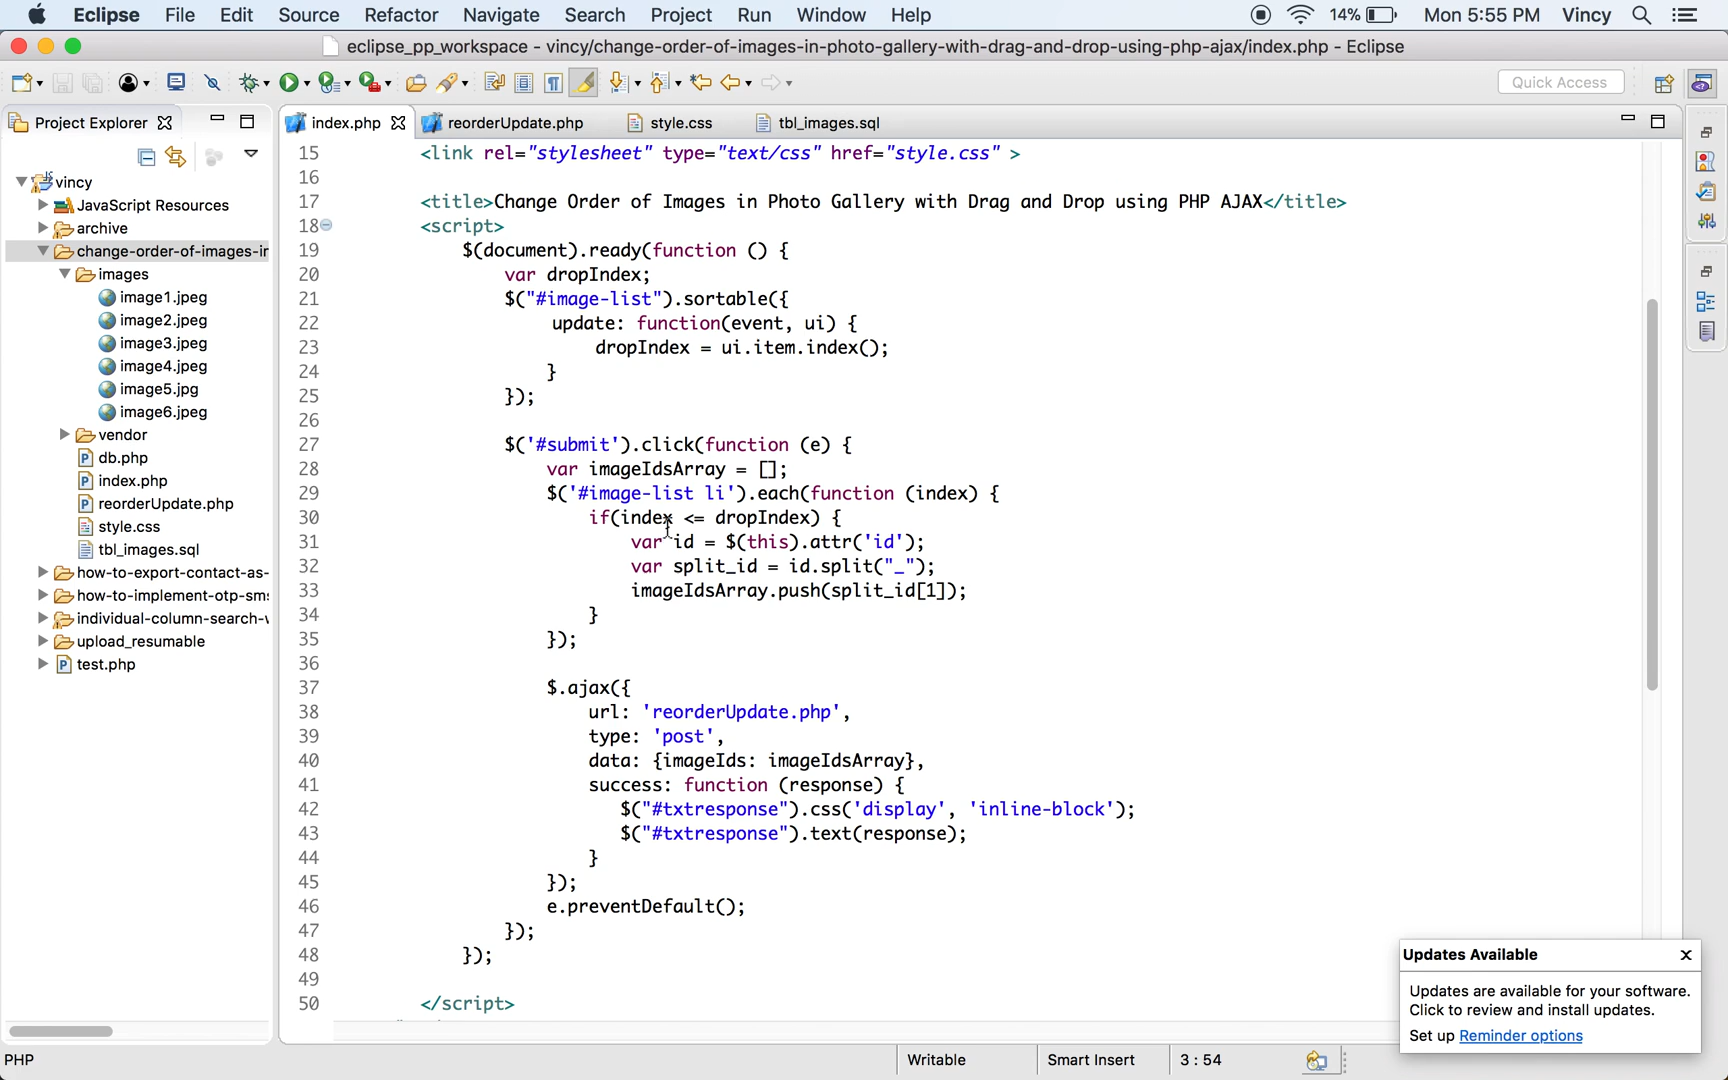 Eclipse File Edit Source Refactor Navigate Search Project Run Window Help 14% Mon 5:55 PM Vincy
eclipse_pp_workspace - vincy/change-order-of-images-in-photo-gallery-with-drag-and-drop-using-php-ajax/index.php - Eclipse
Quick Access
Project Explorer
index.php reorderUpdate.php style.css tbl_images.sql
vincy
JavaScript Resources
archive
change-order-of-images-ir
images
image1.jpeg
image2.jpeg
image3.jpeg
image4.jpeg
image5.jpg
image6.jpeg
vendor
db.php
index.php
reorderUpdate.php
style.css
tbl_images.sql
how-to-export-contact-as-
how-to-implement-otp-sms
individual-column-search-v
upload_resumable
test.php
15 <link rel="stylesheet" type="text/css" href="style.css" >
16
17 <title>Change Order of Images in Photo Gallery with Drag and Drop using PHP AJAX</title>
18 <script>
19 $(document).ready(function () {
20 var dropIndex;
21 $("#image-list").sortable({
22 update: function(event, ui) {
23 dropIndex = ui.item.index();
24 }
25 });
26
27 $('#submit').click(function (e) {
28 var imageIdsArray = [];
29 $('#image-list li').each(function (index) {
30 if(index <= dropIndex) {
31 var id = $(this).attr('id');
32 var split_id = id.split("_");
33 imageIdsArray.push(split_id[1]);
34 }
35 });
36
37 $.ajax({
38 url: 'reorderUpdate.php',
39 type: 'post',
40 data: {imageIds: imageIdsArray},
41 success: function (response) {
42 $("#txtresponse").css('display', 'inline-block');
43 $("#txtresponse").text(response);
44 }
45 });
46 e.preventDefault();
47 });
48 });
49
50 </script>
Updates Available
Updates are available for your software.
Click to review and install updates.
Set up Reminder options
PHP Writable Smart Insert 3 : 54